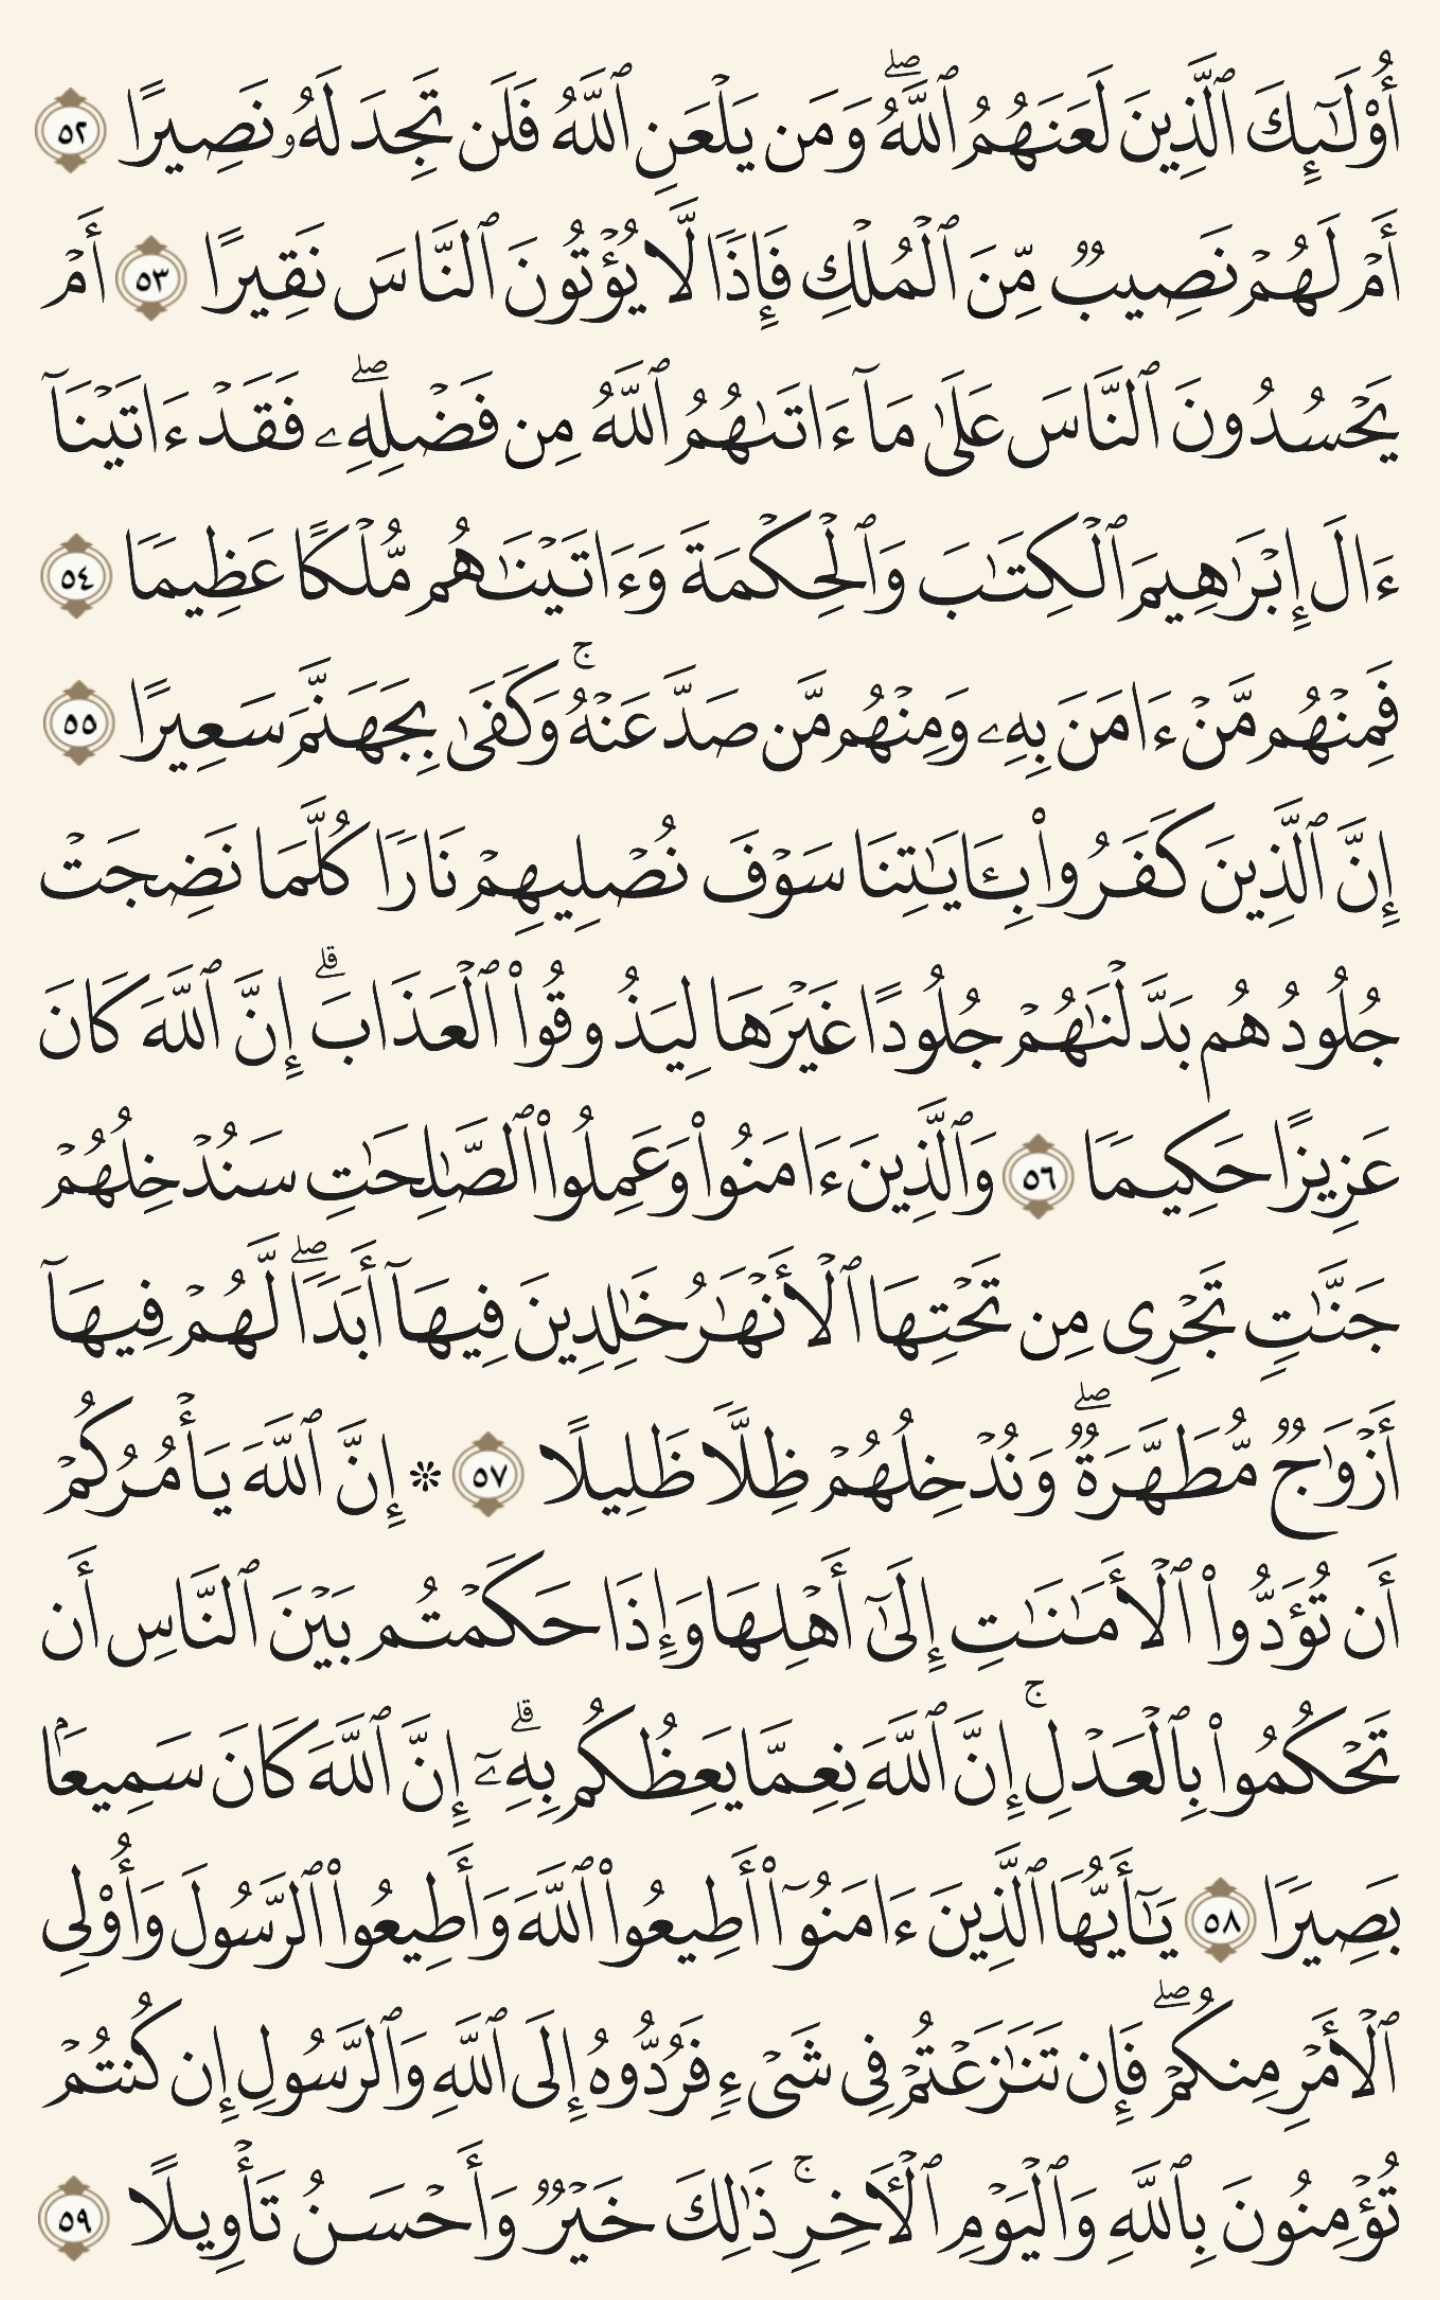 أُوْلَـٰٓئِكَ ٱلَّذِينَ لَعَنَهُمُ ٱللَّهُۖ وَمَن يَلْعَنِ ٱللَّهُ فَلَن تَجِدَ لَهُۥ نَصِيرًا ٥٢
أَمْ لَهُمْ نَصِيبٌ مِّنَ ٱلْمُلْكِ فَإِذًا لَّا يُؤْتُونَ ٱلنَّاسَ نَقِيرًا ٥٣ أَمْ
يَحْسُدُونَ ٱلنَّاسَ عَلَىٰ مَآ ءَاتَىٰهُمُ ٱللَّهُ مِن فَضْلِهِۦۖ فَقَدْ ءَاتَيْنَآ
ءَالَ إِبْرَٰهِيمَ ٱلْكِتَـٰبَ وَٱلْحِكْمَةَ وَءَاتَيْنَـٰهُم مُّلْكًا عَظِيمًا ٥٤
فَمِنْهُم مَّنْ ءَامَنَ بِهِۦ وَمِنْهُم مَّن صَدَّ عَنْهُۚ وَكَفَىٰ بِجَهَنَّمَ سَعِيرًا ٥٥
إِنَّ ٱلَّذِينَ كَفَرُواْ بِـَٔايَـٰتِنَا سَوْفَ نُصْلِيهِمْ نَارًا كُلَّمَا نَضِجَتْ
جُلُودُهُم بَدَّلْنَـٰهُمْ جُلُودًا غَيْرَهَا لِيَذُوقُواْ ٱلْعَذَابَۗ إِنَّ ٱللَّهَ كَانَ
عَزِيزًا حَكِيمًا ٥٦ وَٱلَّذِينَ ءَامَنُواْ وَعَمِلُواْ ٱلصَّـٰلِحَـٰتِ سَنُدْخِلُهُمْ
جَنَّـٰتٍ تَجْرِى مِن تَحْتِهَا ٱلْأَنْهَـٰرُ خَـٰلِدِينَ فِيهَآ أَبَدًاۖ لَّهُمْ فِيهَآ
أَزْوَٰجٌ مُّطَهَّرَةٌۖ وَنُدْخِلُهُمْ ظِلًّا ظَلِيلًا ٥٧ ۞ إِنَّ ٱللَّهَ يَأْمُرُكُمْ
أَن تُؤَدُّواْ ٱلْأَمَـٰنَـٰتِ إِلَىٰٓ أَهْلِهَا وَإِذَا حَكَمْتُم بَيْنَ ٱلنَّاسِ أَن
تَحْكُمُواْ بِٱلْعَدْلِۚ إِنَّ ٱللَّهَ نِعِمَّا يَعِظُكُم بِهِۦٓۗ إِنَّ ٱللَّهَ كَانَ سَمِيعَۢا
بَصِيرًا ٥٨ يَـٰٓأَيُّهَا ٱلَّذِينَ ءَامَنُوٓاْ أَطِيعُواْ ٱللَّهَ وَأَطِيعُواْ ٱلرَّسُولَ وَأُوْلِى
ٱلْأَمْرِ مِنكُمْۖ فَإِن تَنَـٰزَعْتُمْ فِى شَىْءٍ فَرُدُّوهُ إِلَى ٱللَّهِ وَٱلرَّسُولِ إِن كُنتُمْ
تُؤْمِنُونَ بِٱللَّهِ وَٱلْيَوْمِ ٱلْـَٔاخِرِۚ ذَٰلِكَ خَيْرٌ وَأَحْسَنُ تَأْوِيلًا ٥٩